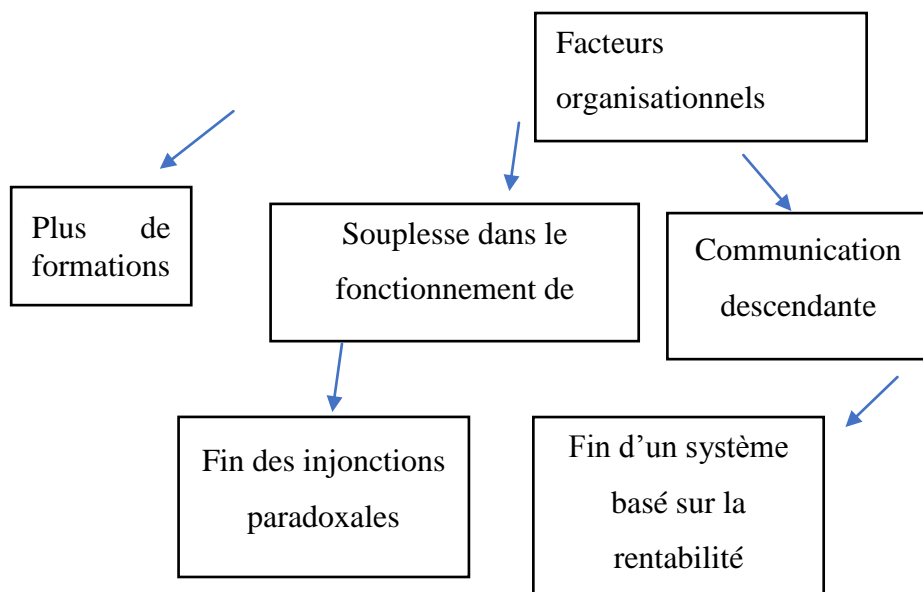 Facteurs
organisationnels
Plus de
formations
Souplesse dans le
fonctionnement de
Communication
descendante
Fin des injonctions
paradoxales
Fin d’un système
basé sur la
rentabilité